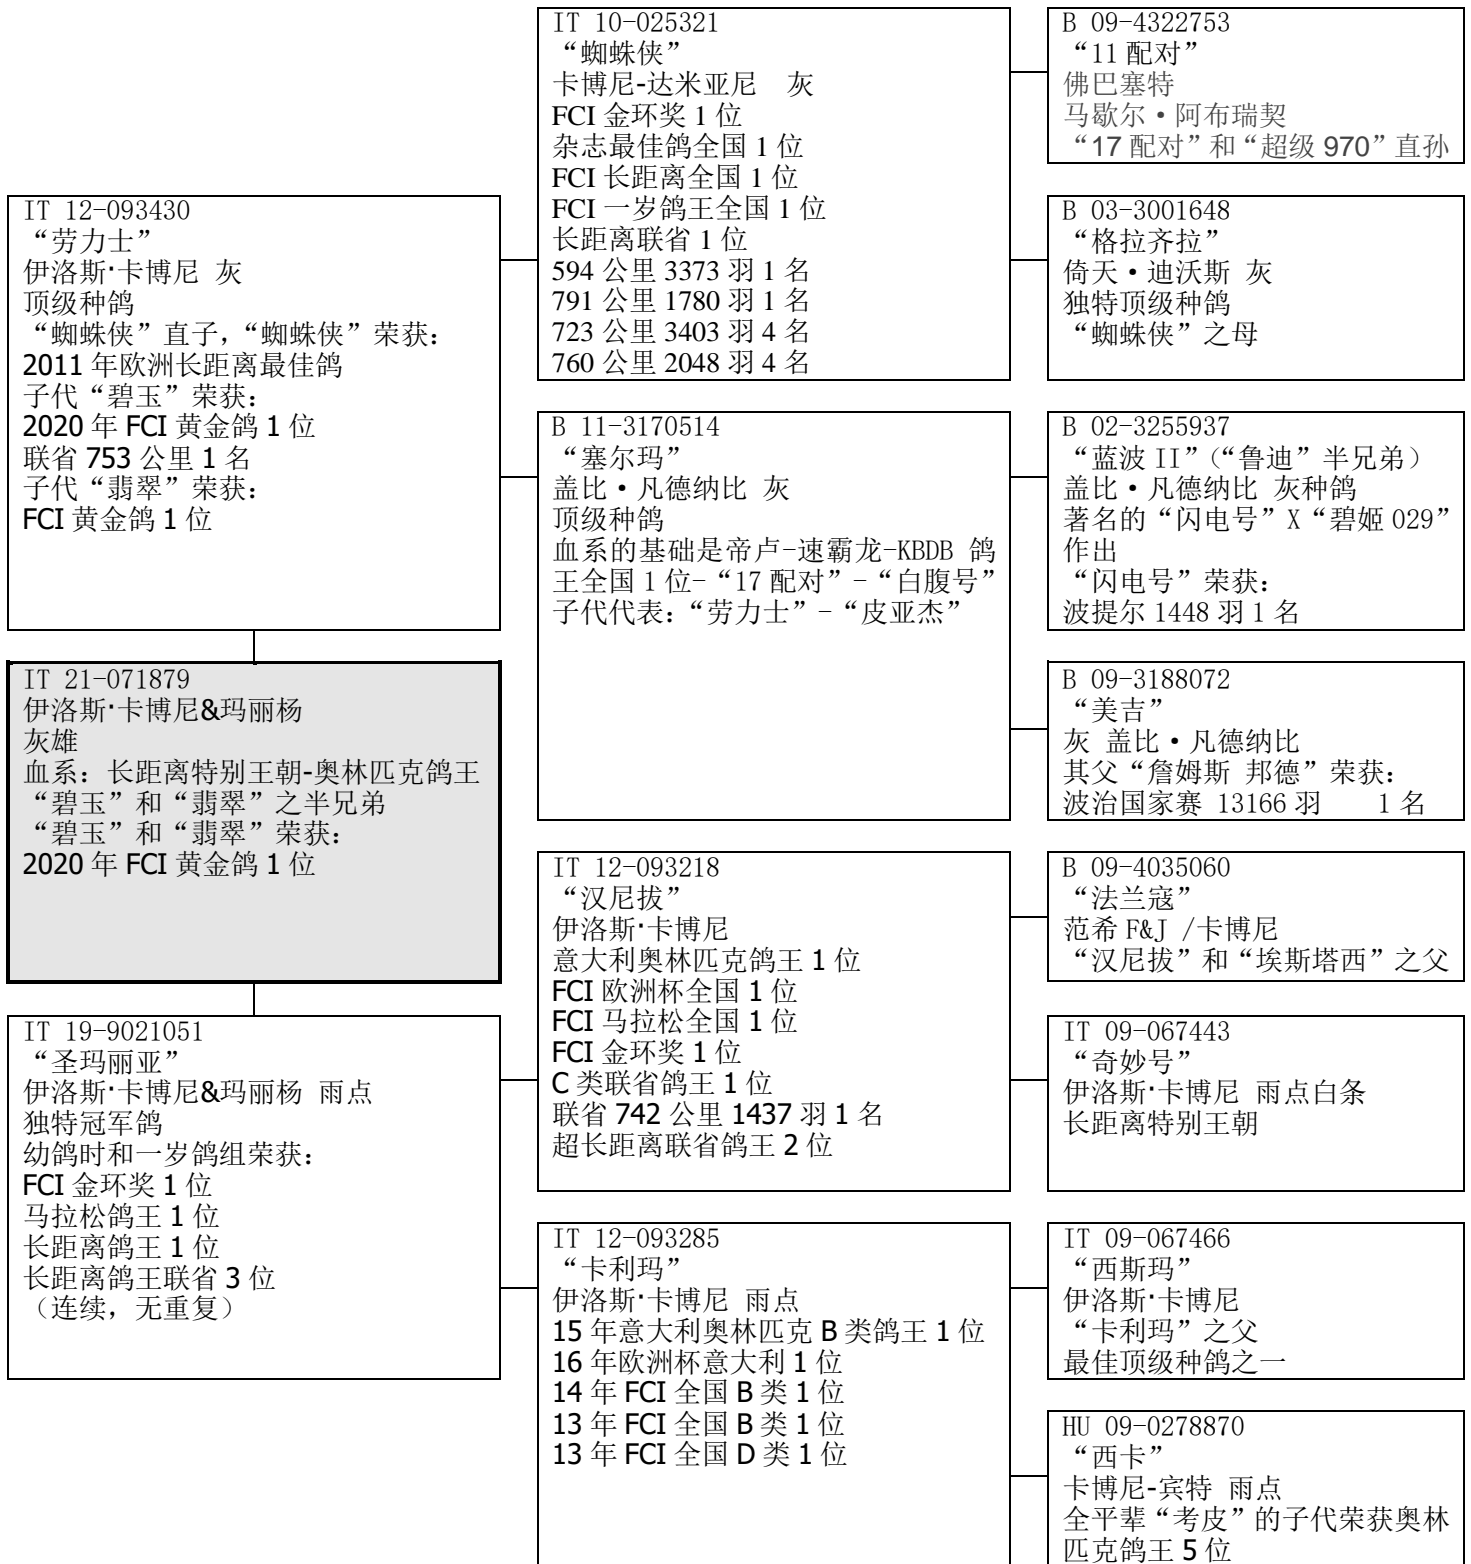 IT 12-093430
“劳力士”
伊洛斯·卡博尼 灰
顶级种鸽
“蜘蛛侠”直子，“蜘蛛侠”荣获：
2011 年欧洲长距离最佳鸽
子代“碧玉”荣获：
2020 年 FCI 黄金鸽 1 位
联省 753 公里 1 名
子代“翡翠”荣获：
FCI 黄金鸽 1 位
IT 21-071879
伊洛斯·卡博尼&玛丽杨
灰雄
血系：长距离特别王朝-奥林匹克鸽王
“碧玉”和“翡翠”之半兄弟
“碧玉”和“翡翠”荣获：
2020 年 FCI 黄金鸽 1 位
IT 19-9021051
“圣玛丽亚”
伊洛斯·卡博尼&玛丽杨 雨点
独特冠军鸽
幼鸽时和一岁鸽组荣获：
FCI 金环奖 1 位
马拉松鸽王 1 位
长距离鸽王 1 位
长距离鸽王联省 3 位
（连续，无重复）
IT 10-025321
“蜘蛛侠”
卡博尼-达米亚尼 灰
FCI 金环奖 1 位
杂志最佳鸽全国 1 位
FCI 长距离全国 1 位
FCI 一岁鸽王全国 1 位
长距离联省 1 位
594 公里 3373 羽 1 名
791 公里 1780 羽 1 名
723 公里 3403 羽 4 名
760 公里 2048 羽 4 名
B 11-3170514
“塞尔玛”
盖比·凡德纳比 灰
顶级种鸽
血系的基础是帝卢-速霸龙-KBDB 鸽
王全国 1 位-“17 配对”-“白腹号”
子代代表：“劳力士”-“皮亚杰”
IT 12-093218
“汉尼拔”
伊洛斯·卡博尼
意大利奥林匹克鸽王 1 位
FCI 欧洲杯全国 1 位
FCI 马拉松全国 1 位
FCI 金环奖 1 位
C 类联省鸽王 1 位
联省 742 公里 1437 羽 1 名
超长距离联省鸽王 2 位
IT 12-093285
“卡利玛”
伊洛斯·卡博尼 雨点
15 年意大利奥林匹克 B 类鸽王 1 位
16 年欧洲杯意大利 1 位
14 年 FCI 全国 B 类 1 位
13 年 FCI 全国 B 类 1 位
13 年 FCI 全国 D 类 1 位
B 09-4322753
“11 配对”
佛巴塞特
马歇尔·阿布瑞契
“17 配对”和“超级 970”直孙
B 03-3001648
“格拉齐拉”
倚天·迪沃斯 灰
独特顶级种鸽
“蜘蛛侠”之母
B 02-3255937
“蓝波 II”（“鲁迪”半兄弟）
盖比·凡德纳比 灰种鸽
著名的“闪电号”X“碧姬 029”
作出
“闪电号”荣获：
波提尔 1448 羽 1 名
B 09-3188072
“美吉”
灰 盖比·凡德纳比
其父“詹姆斯 邦德”荣获：
波治国家赛 13166 羽 1 名
B 09-4035060
“法兰寇”
范希 F&J /卡博尼
“汉尼拔”和“埃斯塔西”之父
IT 09-067443
“奇妙号”
伊洛斯·卡博尼 雨点白条
长距离特别王朝
IT 09-067466
“西斯玛”
伊洛斯·卡博尼
“卡利玛”之父
最佳顶级种鸽之一
HU 09-0278870
“西卡”
卡博尼-宾特 雨点
全平辈“考皮”的子代荣获奥林
匹克鸽王 5 位